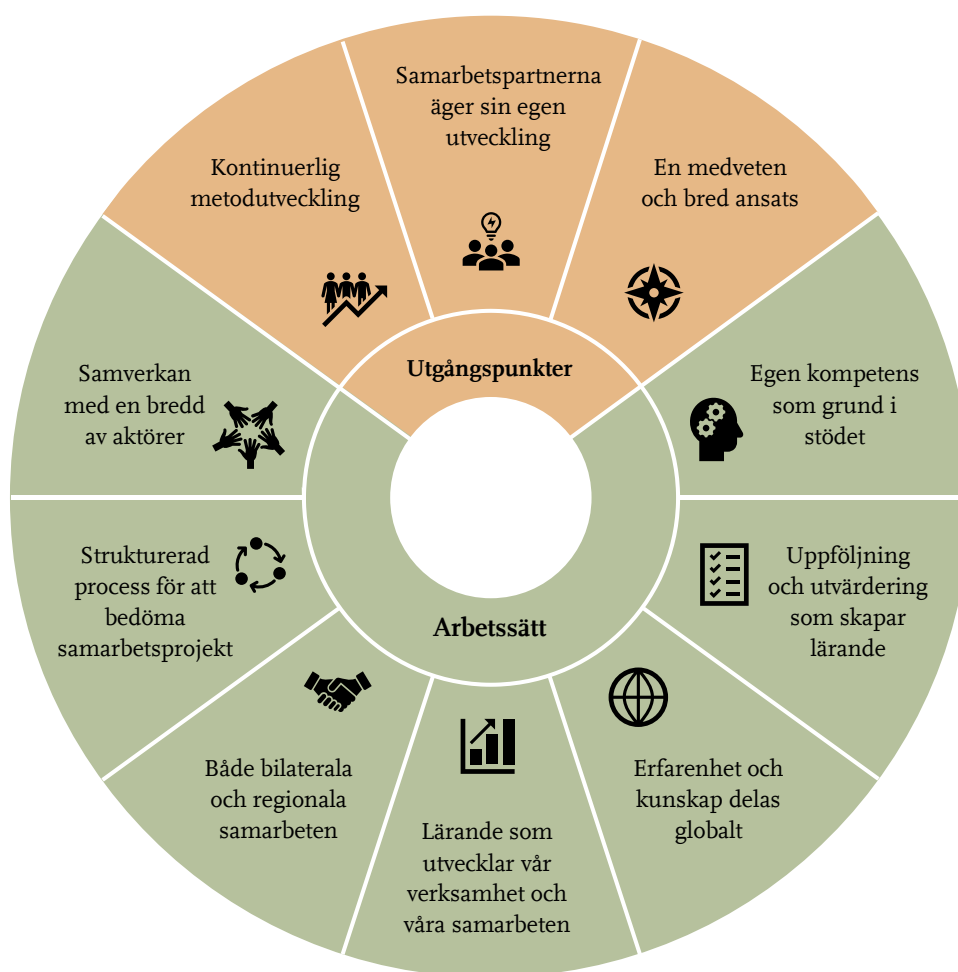 Samarbetspartnerna
äger sin egen
utveckling
En medveten
och bred ansats
Kontinuerlig
metodutveckling
Utgångspunkter
Egen kompetens
som grund i
stödet
Uppföljning
och utvärdering
som skapar
lärande
Erfarenhet och
kunskap delas
globalt
Lärande som
utvecklar vår
verksamhet och
våra samarbeten
Både bilaterala
och regionala
samarbeten
Strukturerad
process för att
bedöma
samarbetsprojekt
Samverkan
med en bredd
av aktörer
Arbetssätt